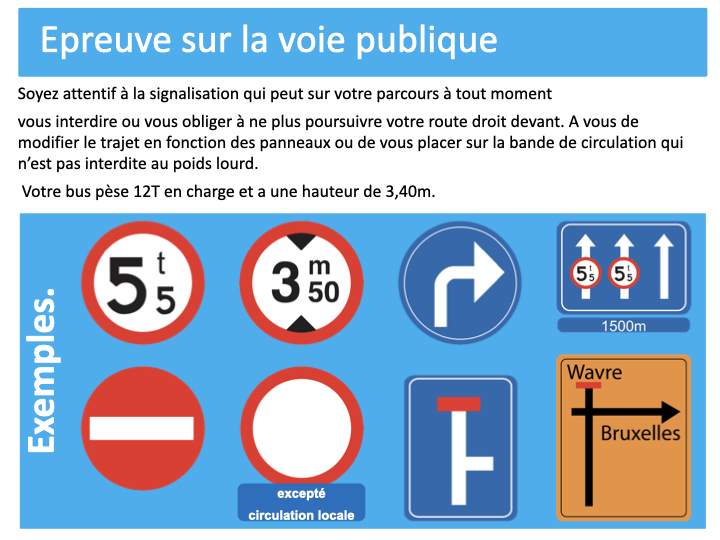 Epreuve sur la voie publique
Soyez attentif à la signalisation qui peut sur votre parcours à tout moment
vous interdire ou vous obliger à ne plus poursuivre votre route droit devant. A vous de
modifier le trajet en fonction des panneaux ou de vous placer sur la bande de circulation qui
n'est pas interdite au poids lourd.
Votre bus pèse 12T en charge et a une hauteur de 3,40m.
Exemples.
5 t 5
3 m 50
5 t 5
5 t 5
1500m
excepté
circulation locale
Wavre
Bruxelles